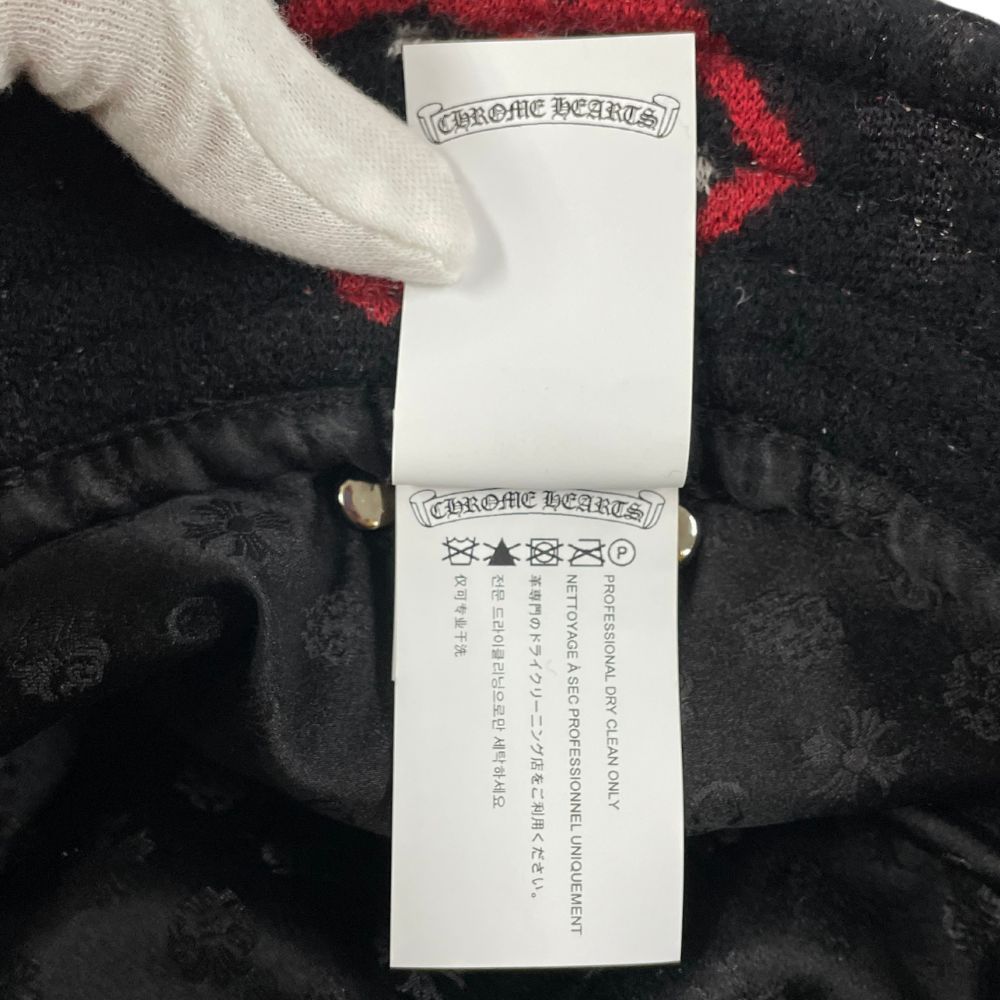 CHROME HEARTS
CHROME HEARTS
P
PROFESSIONAL DRY CLEAN ONLY
NETTOYAGE À SEC PROFESSIONNEL UNIQUEMENT
革専門のドライクリーニング店をご利用ください。
전문 드라이클리닝으로만 세탁하세요
仅可专业干洗